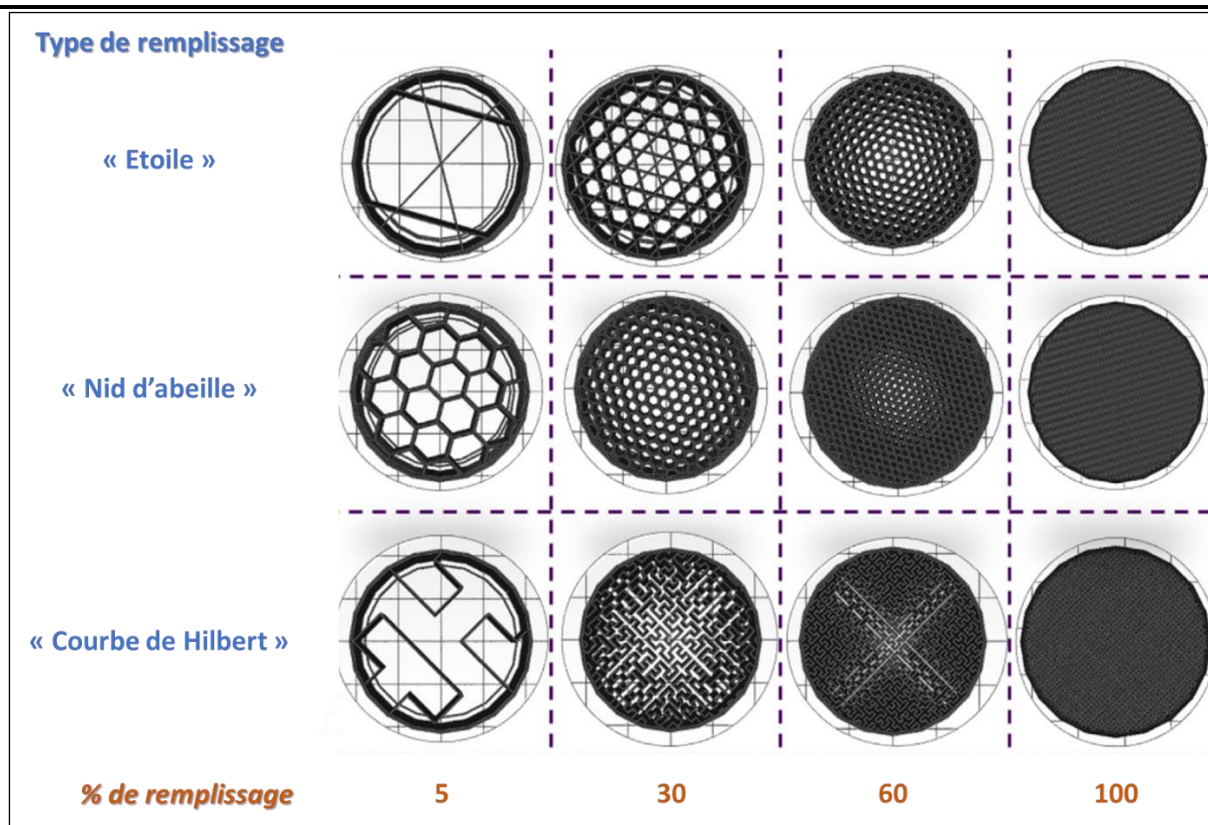 Type de remplissage
« Etoile »
« Nid d’abeille »
« Courbe de Hilbert »
% de remplissage 5 30 60 100